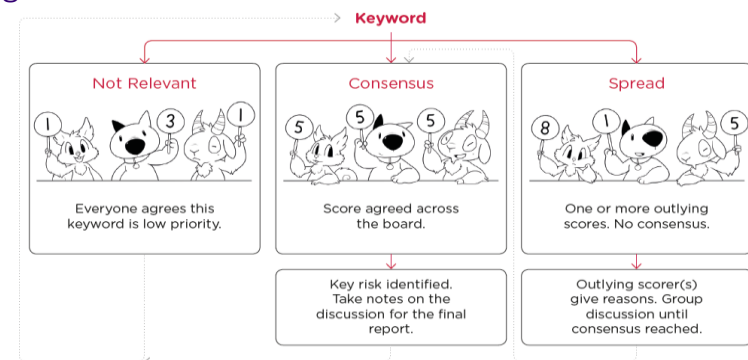 Keyword
Not Relevant
1
3
1
Everyone agrees this
keyword is low priority.
Consensus
5
5
5
Score agreed across
the board.
Key risk identified.
Take notes on the
discussion for the final
report.
Spread
8
1
5
One or more outlying
scores. No consensus.
Outlying scorer(s)
give reasons. Group
discussion until
consensus reached.